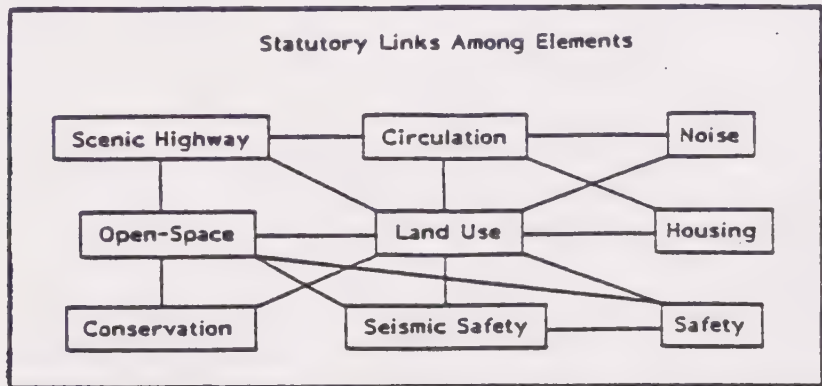 Statutory Links Among Elements
Scenic Highway
Circulation
Noise
Open-Space
Land Use
Housing
Conservation
Seismic Safety
Safety